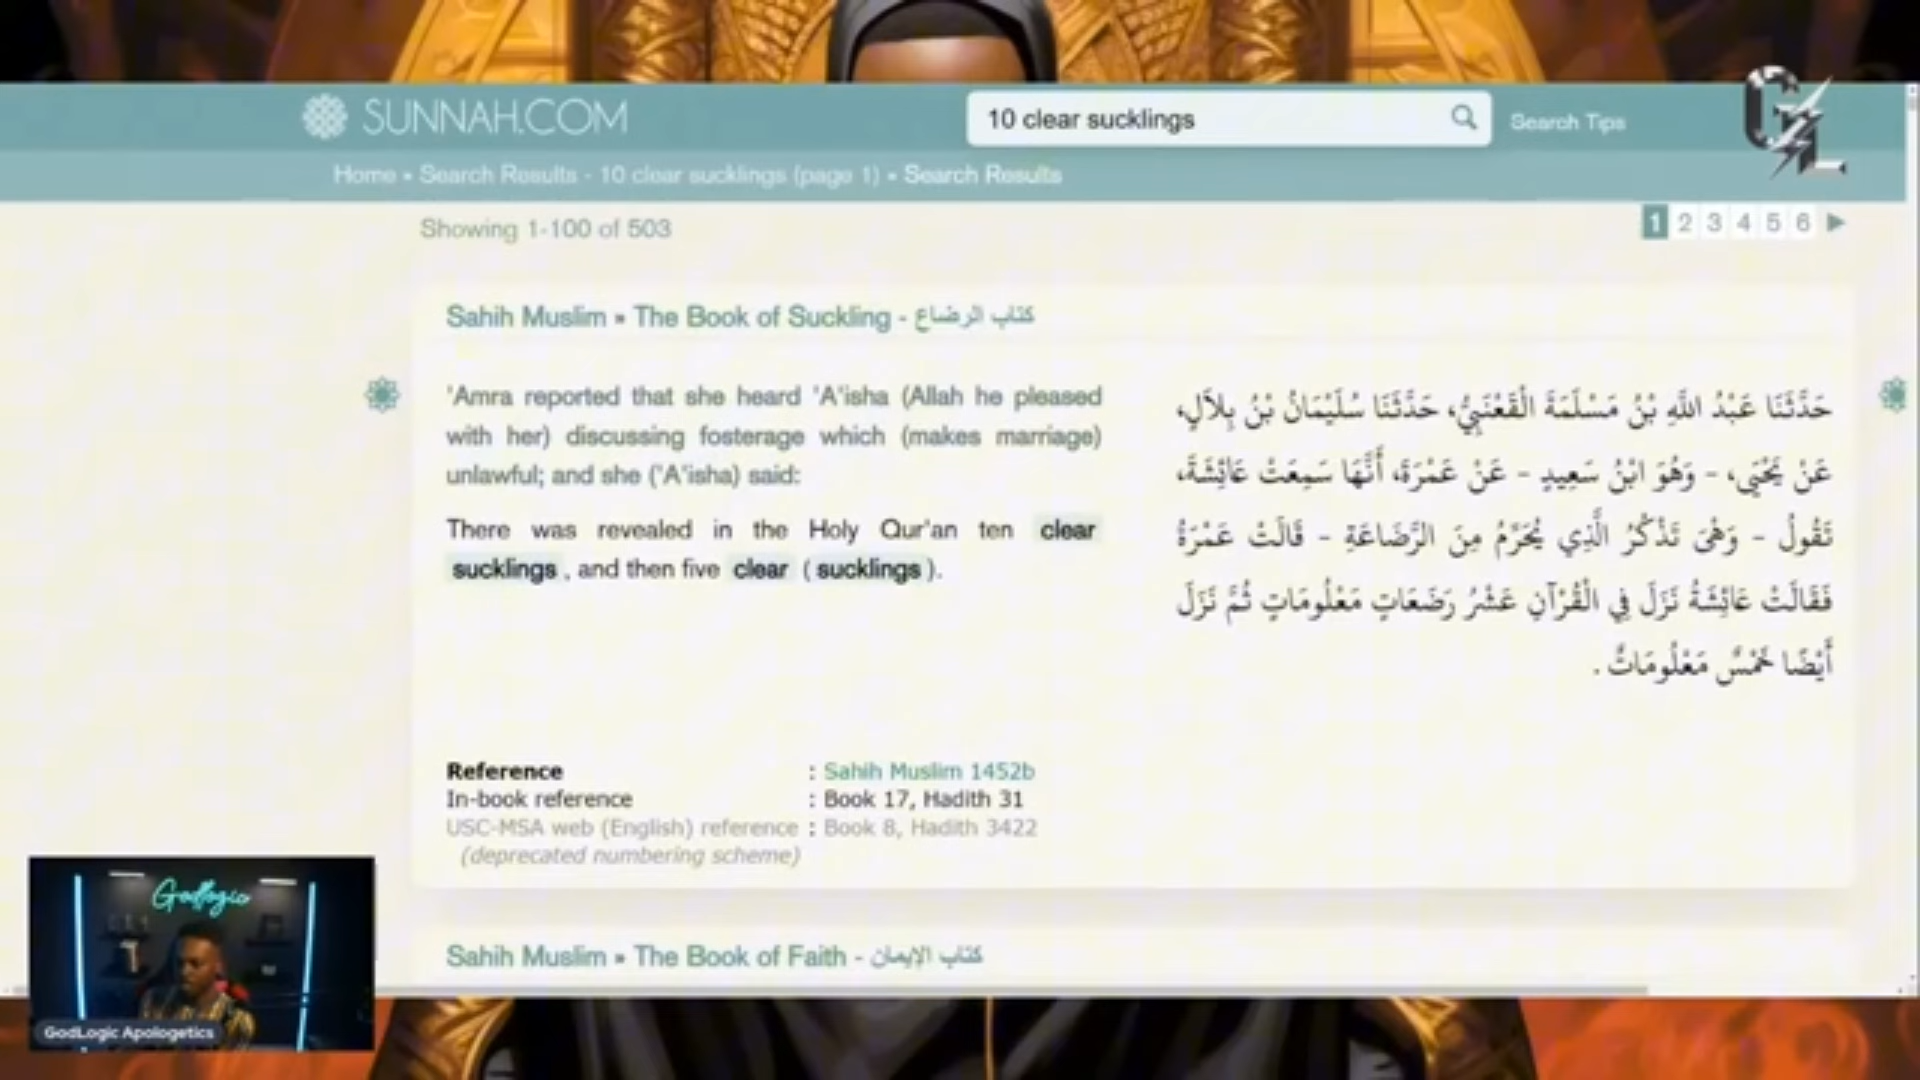 SUNNAH.COM
10 clear sucklings
Search Tips
GL
Home • Search Results - 10 clear sucklings (page 1) • Search Results
Showing 1-100 of 503
1 2 3 4 5 6
Sahih Muslim » The Book of Suckling - كتاب الرضاع
'Amra reported that she heard 'A'isha (Allah he pleased
with her) discussing fosterage which (makes marriage)
unlawful; and she ('A'isha) said:
There was revealed in the Holy Qur'an ten clear
sucklings , and then five clear ( sucklings ).
حَدَّثَنَا عَبْدُ اللَّهِ بْنُ مَسْلَمَةَ الْقَعْنَبِيُّ، حَدَّثَنَا سُلَيْمَانُ بْنُ بِلاَلٍ،
عَنْ يَحْيَى، - وَهُوَ ابْنُ سَعِيدٍ - عَنْ عَمْرَةَ، أَنَّهَا سَمِعَتْ عَائِشَةَ،
تَقُولُ - وَهْىَ تَذْكُرُ الَّذِي يُحَرِّمُ مِنَ الرَّضَاعَةِ - قَالَتْ عَمْرَةُ
فَقَالَتْ عَائِشَةُ نَزَلَ فِي الْقُرْآنِ عَشْرُ رَضَعَاتٍ مَعْلُومَاتٍ ثُمَّ نَزَلَ
أَيْضًا خَمْسٌ مَعْلُومَاتٌ .
Reference : Sahih Muslim 1452b
In-book reference : Book 17, Hadith 31
USC-MSA web (English) reference : Book 8, Hadith 3422
(deprecated numbering scheme)
Sahih Muslim » The Book of Faith - كتاب الإيمان
Godlogic
GodLogic Apologetics